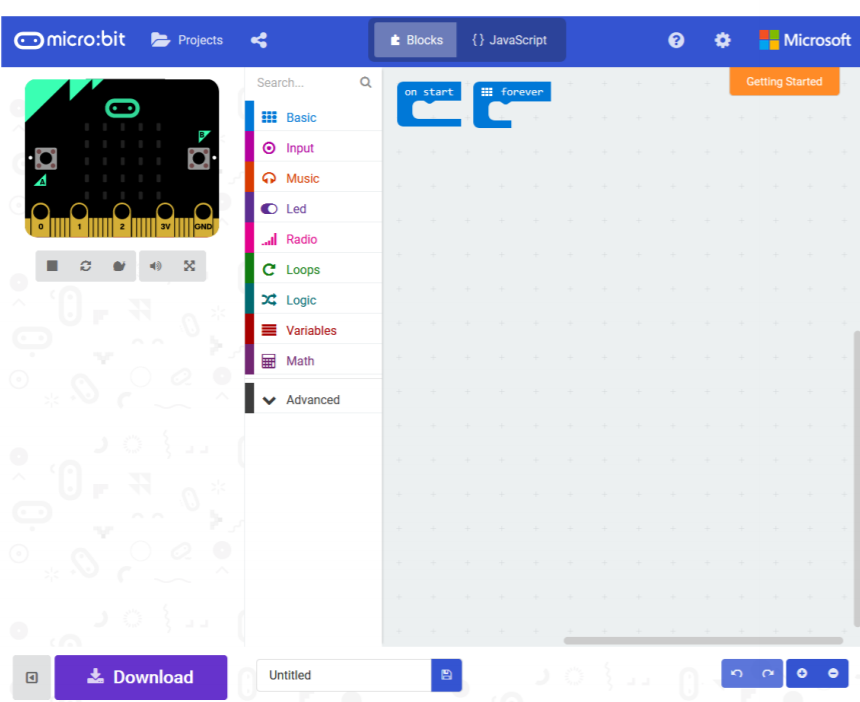 micro:bit Projects Blocks {} JavaScript Microsoft
Search...
Getting Started
on start
forever
Basic
Input
Music
Led
Radio
Loops
Logic
Variables
Math
Advanced
B
A
0 1 2 3V GND
Download
Untitled